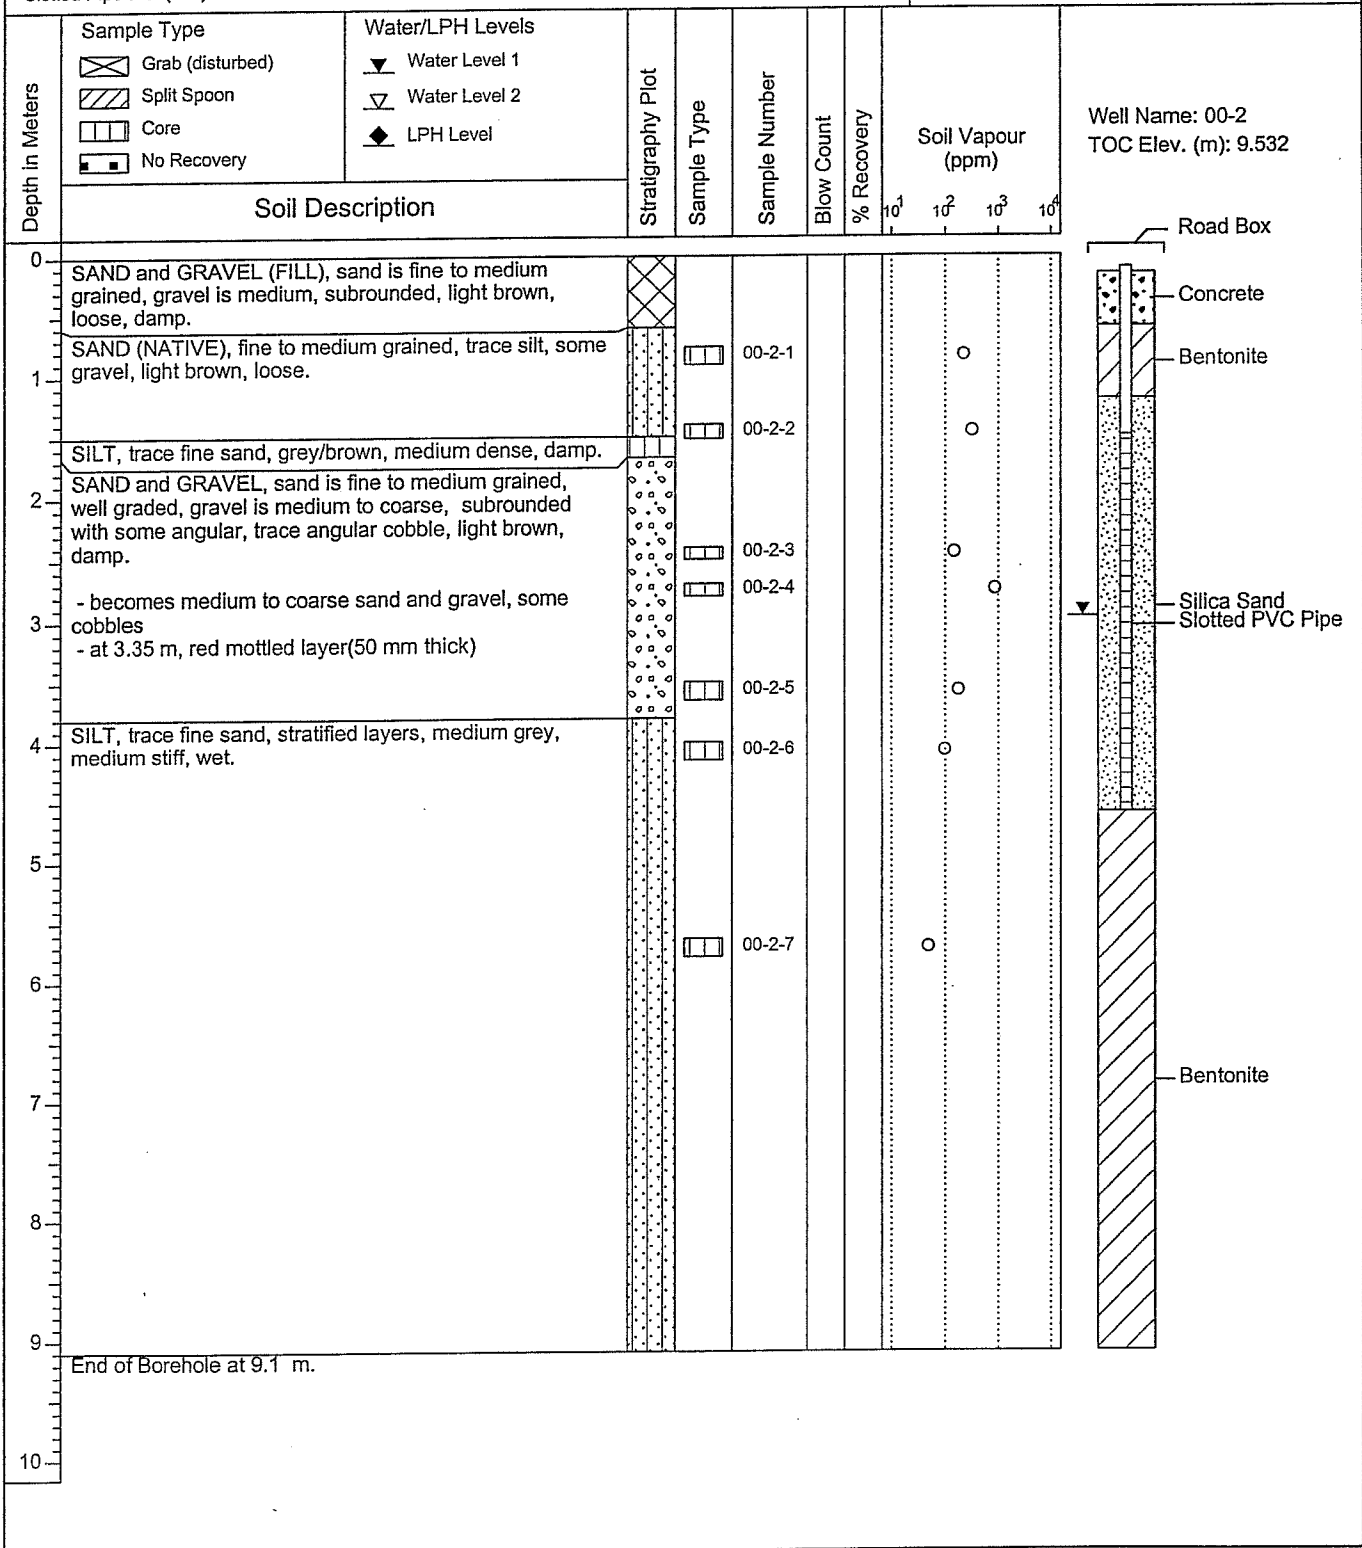 Sample Type
Grab (disturbed)
Split Spoon
Core
No Recovery
Water/LPH Levels
Water Level 1
Water Level 2
LPH Level
Depth in Meters
Soil Description
Stratigraphy Plot
Sample Type
Sample Number
Blow Count
% Recovery
Soil Vapour
(ppm)
10¹ 10² 10³ 10⁴
Well Name: 00-2
TOC Elev. (m): 9.532
Road Box
Concrete
Bentonite
Silica Sand
Slotted PVC Pipe
Bentonite
0
SAND and GRAVEL (FILL), sand is fine to medium
grained, gravel is medium, subrounded, light brown,
loose, damp.
SAND (NATIVE), fine to medium grained, trace silt, some
gravel, light brown, loose.
00-2-1
1
00-2-2
SILT, trace fine sand, grey/brown, medium dense, damp.
SAND and GRAVEL, sand is fine to medium grained,
well graded, gravel is medium to coarse, subrounded
with some angular, trace angular cobble, light brown,
damp.
2
00-2-3
00-2-4
- becomes medium to coarse sand and gravel, some
cobbles
3
- at 3.35 m, red mottled layer(50 mm thick)
00-2-5
SILT, trace fine sand, stratified layers, medium grey,
medium stiff, wet.
4
00-2-6
5
00-2-7
6
7
8
9
End of Borehole at 9.1 m.
10